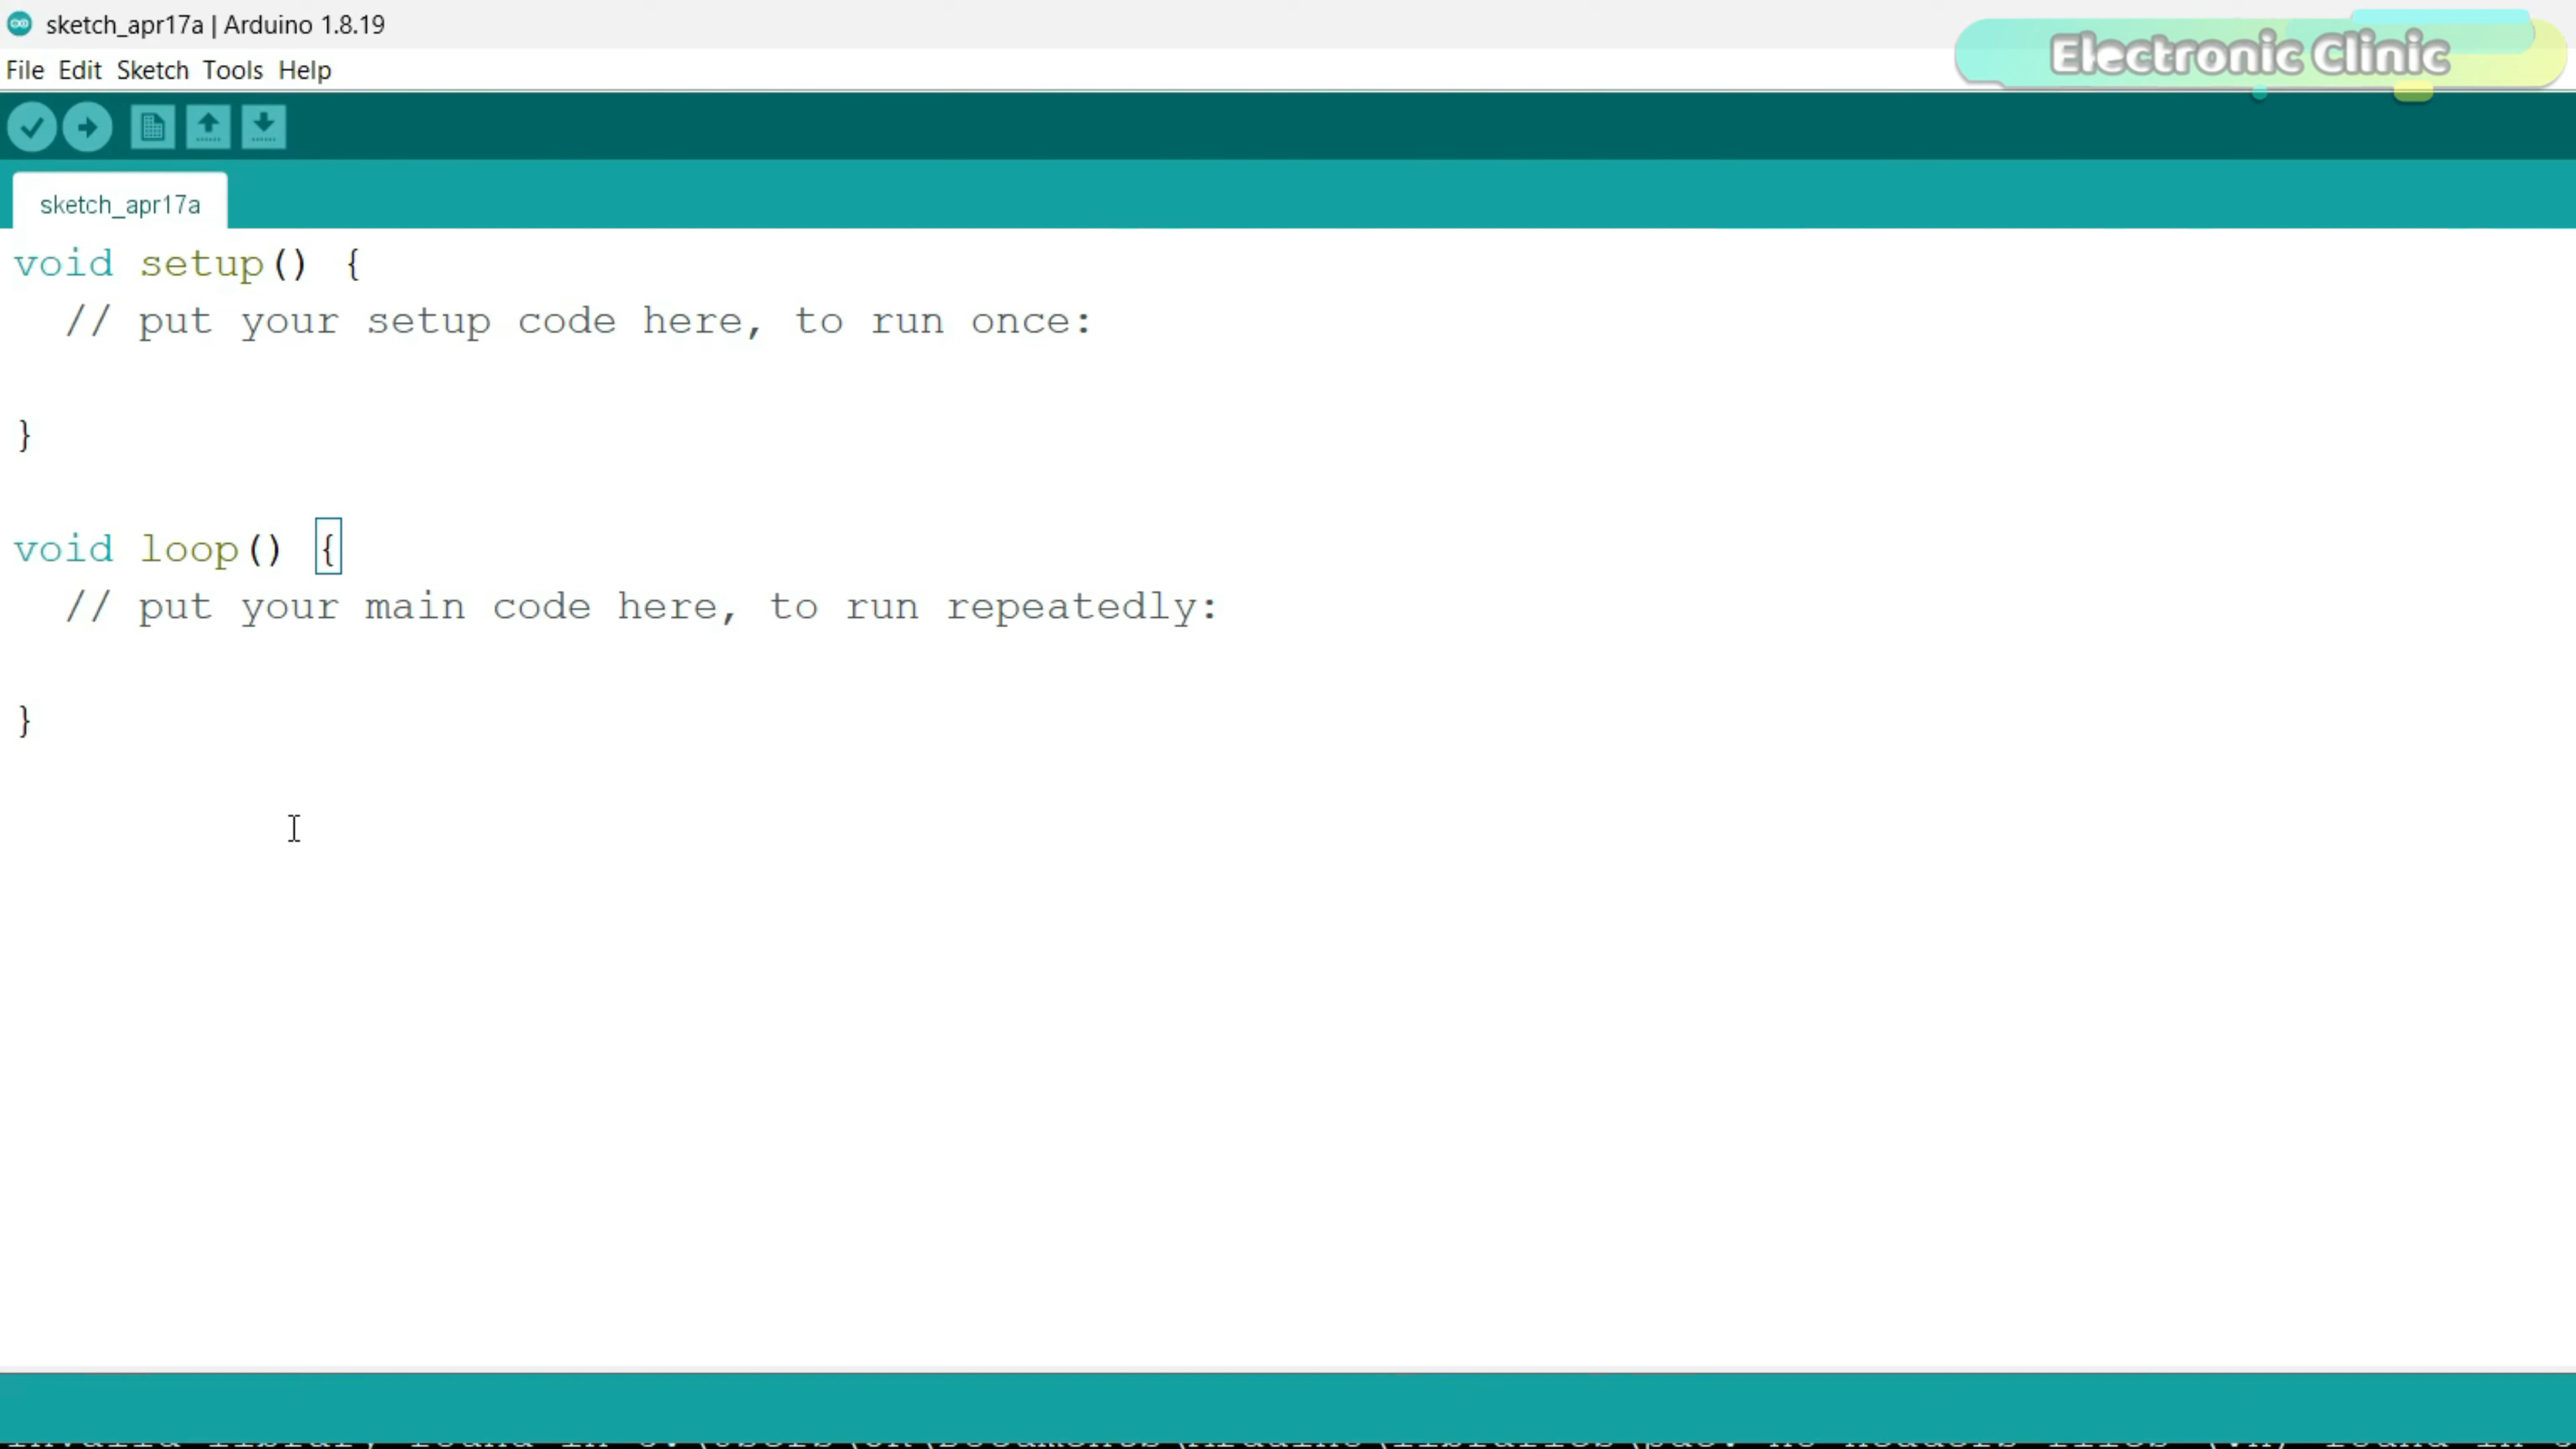 sketch_apr17a | Arduino 1.8.19
Electronic Clinic
File Edit Sketch Tools Help
sketch_apr17a
void setup() {
// put your setup code here, to run once:
}
void loop() {
// put your main code here, to run repeatedly:
}